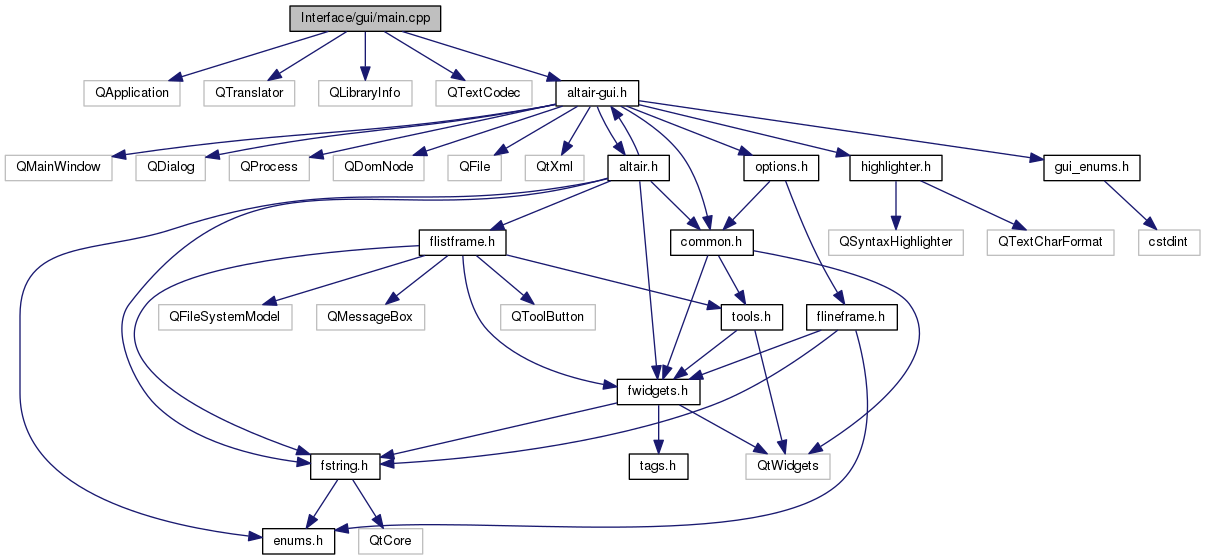 Interface/gui/main.cpp
QApplication
QTranslator
QLibraryInfo
QTextCodec
altair-gui.h
QMainWindow
QDialog
QProcess
QDomNode
QFile
QtXml
altair.h
options.h
highlighter.h
gui_enums.h
flistframe.h
common.h
QSyntaxHighlighter
QTextCharFormat
cstdint
QFileSystemModel
QMessageBox
QToolButton
tools.h
flineframe.h
fwidgets.h
fstring.h
tags.h
QtWidgets
enums.h
QtCore